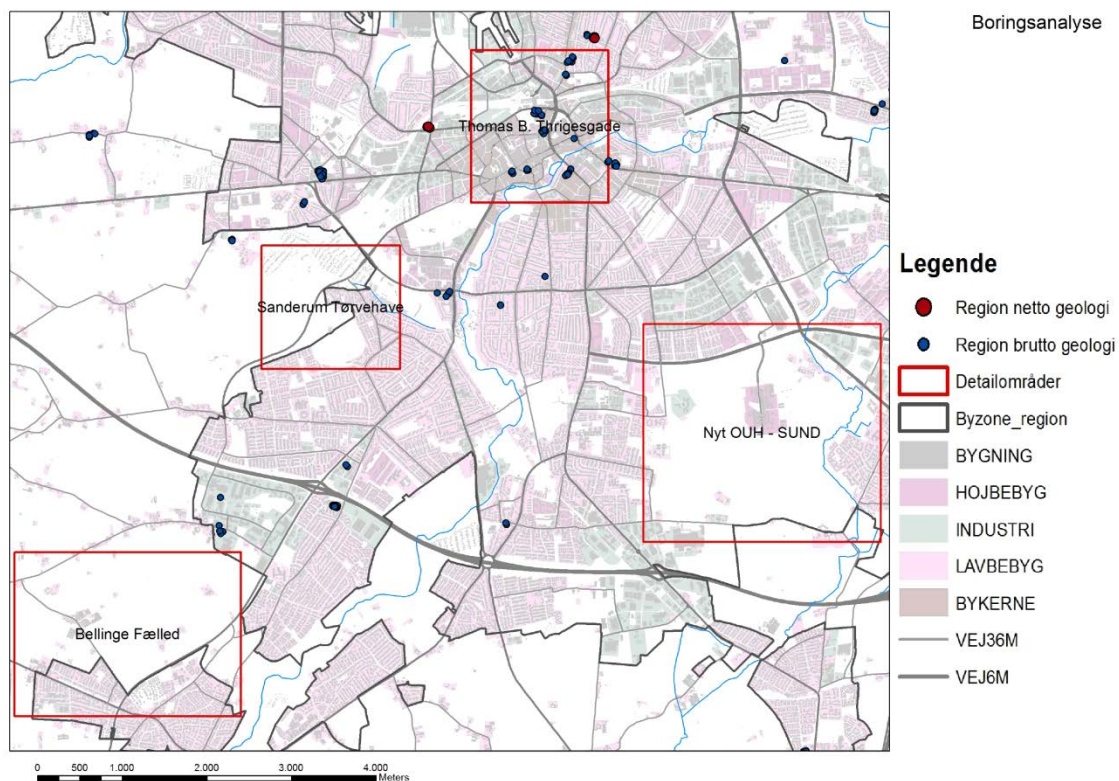 Boringsanalyse
Thomas B. Thrigesgade
Sanderum Tørvehave
Nyt OUH - SUND
Bellinge Fælled
Legende
Region netto geologi
Region brutto geologi
Detailområder
Byzone_region
BYGNING
HOJBEBYG
INDUSTRI
LAVBEBYG
BYKERNE
VEJ36M
VEJ6M
0 500 1.000 2.000 3.000 4.000
Meters